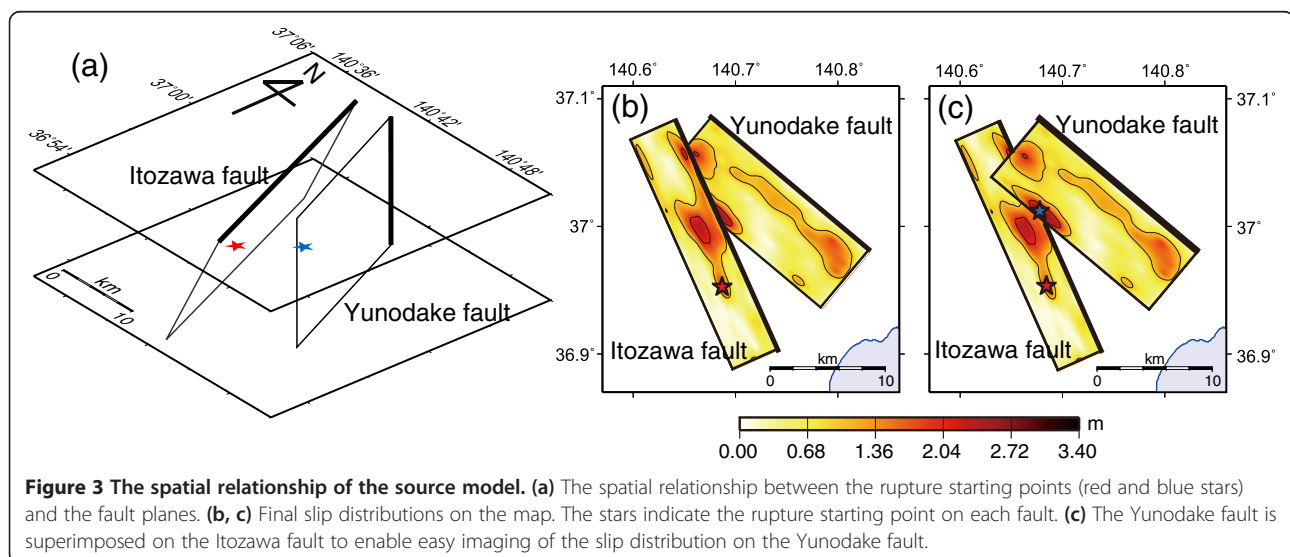 (a)
37°06'
140°36'
N
37°00'
140°42'
36°54'
140°48'
Itozawa fault
Yunodake fault
0
km
10
140.6 140.7 140.8
37.1
(b)
Yunodake fault
37
36.9
Itozawa fault
km
0 10
140.6 140.7 140.8
37.1
(c)
Yunodake fault
37
36.9
Itozawa fault
km
0 10
m
0.00 0.68 1.36 2.04 2.72 3.40
Figure 3 The spatial relationship of the source model. (a) The spatial relationship between the rupture starting points (red and blue stars)
and the fault planes. (b, c) Final slip distributions on the map. The stars indicate the rupture starting point on each fault. (c) The Yunodake fault is
superimposed on the Itozawa fault to enable easy imaging of the slip distribution on the Yunodake fault.